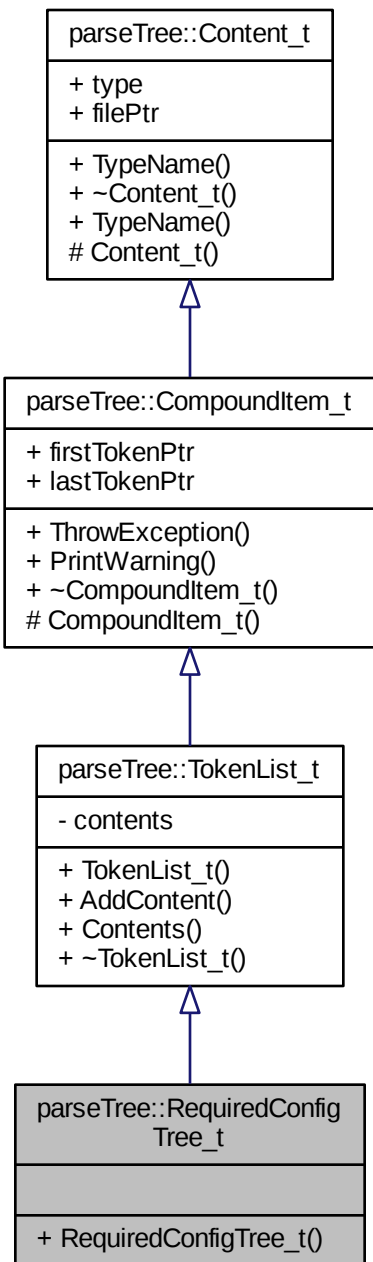 parseTree::Content_t
+ type
+ filePtr
+ TypeName()
+ ~Content_t()
+ TypeName()
# Content_t()
parseTree::CompoundItem_t
+ firstTokenPtr
+ lastTokenPtr
+ ThrowException()
+ PrintWarning()
+ ~CompoundItem_t()
# CompoundItem_t()
parseTree::TokenList_t
- contents
+ TokenList_t()
+ AddContent()
+ Contents()
+ ~TokenList_t()
parseTree::RequiredConfig
Tree_t
+ RequiredConfigTree_t()